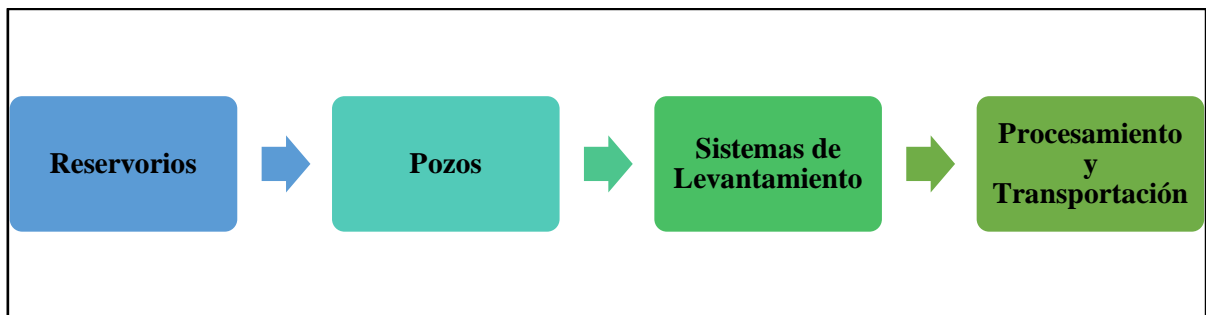 Reservorios
Pozos
Sistemas de
Levantamiento
Procesamiento
y
Transportación